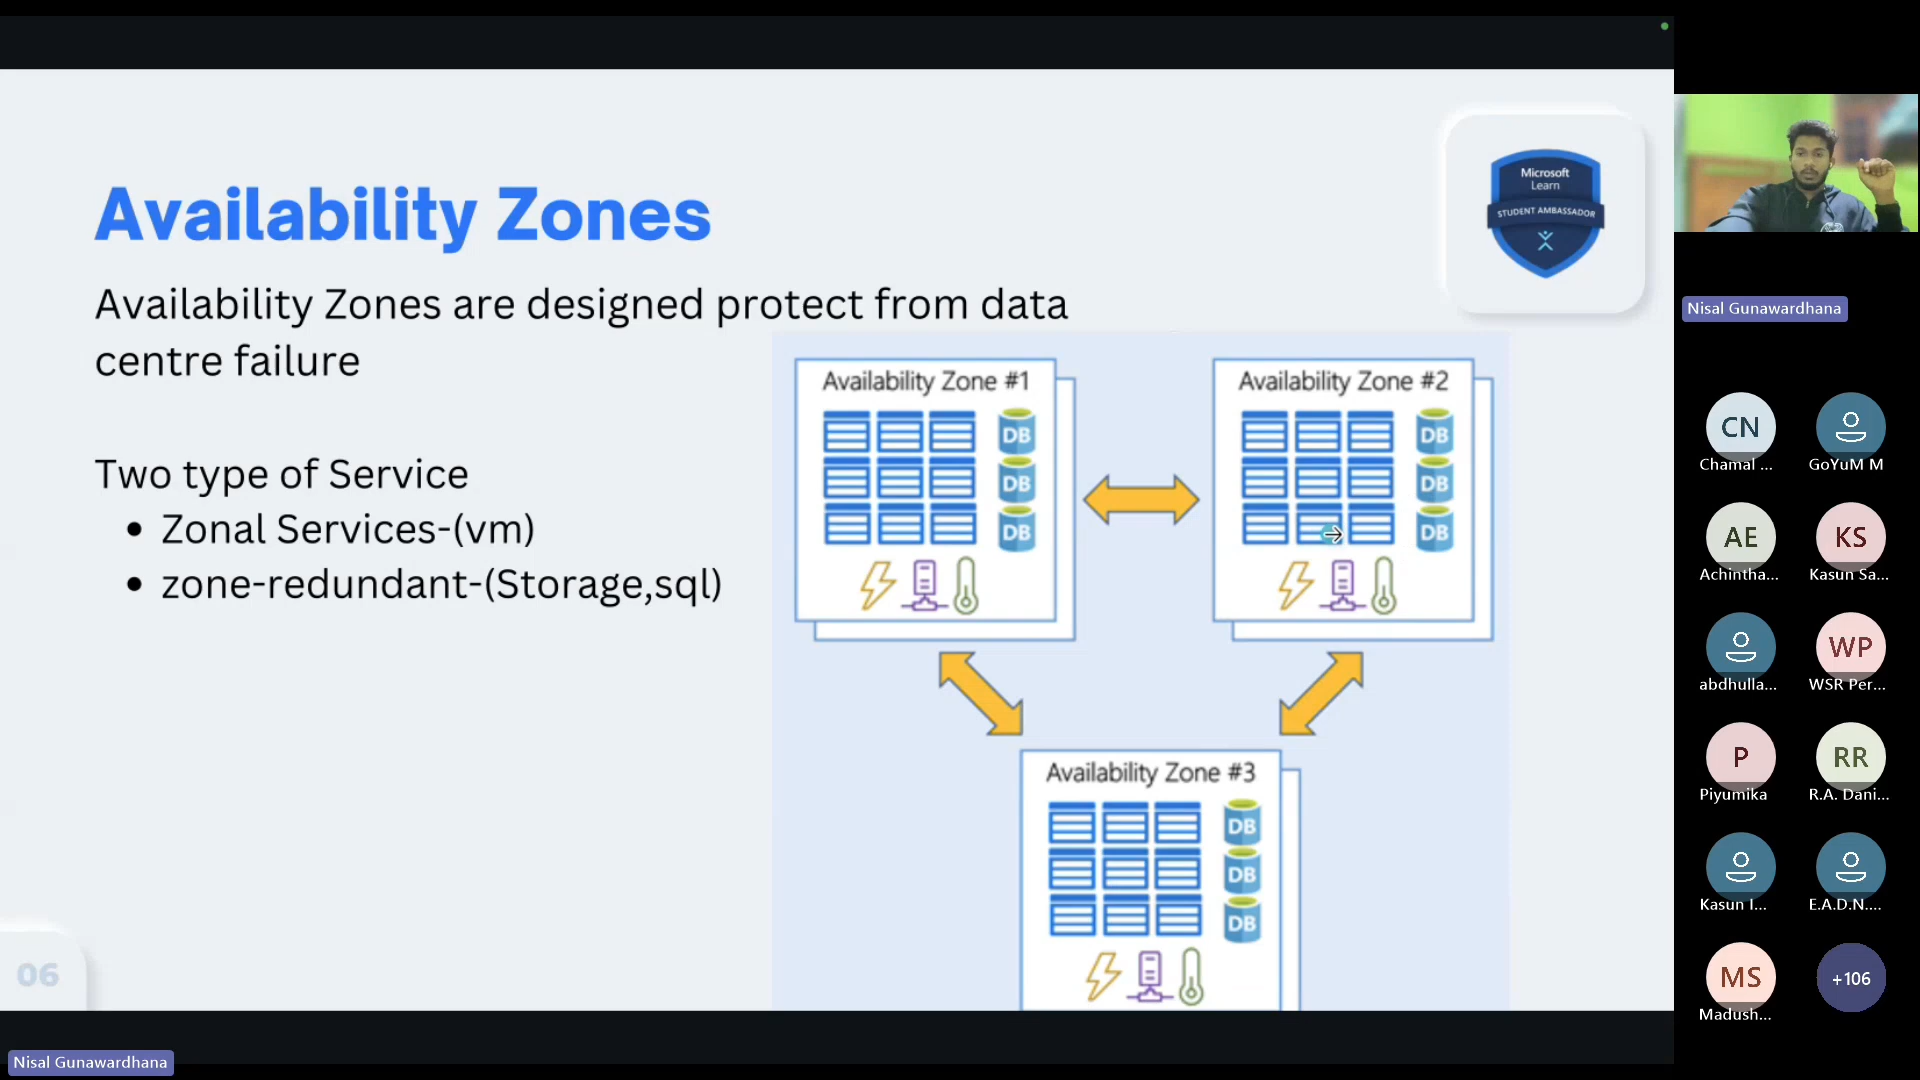 Availability Zones
Availability Zones are designed protect from data
centre failure
Two type of Service
• Zonal Services-(vm)
• zone-redundant-(Storage,sql)
Microsoft
Learn
STUDENT AMBASSADOR
Availability Zone #1
DB
DB
DB
Availability Zone #2
DB
DB
DB
Availability Zone #3
DB
DB
DB
06
Nisal Gunawardhana
Nisal Gunawardhana
CN
Chamal ...
GoYuM M
AE
Achintha...
KS
Kasun Sa...
abdhulla...
WP
WSR Per...
P
Piyumika
RR
R.A. Dani...
Kasun I...
E.A.D.N....
MS
Madush...
+106